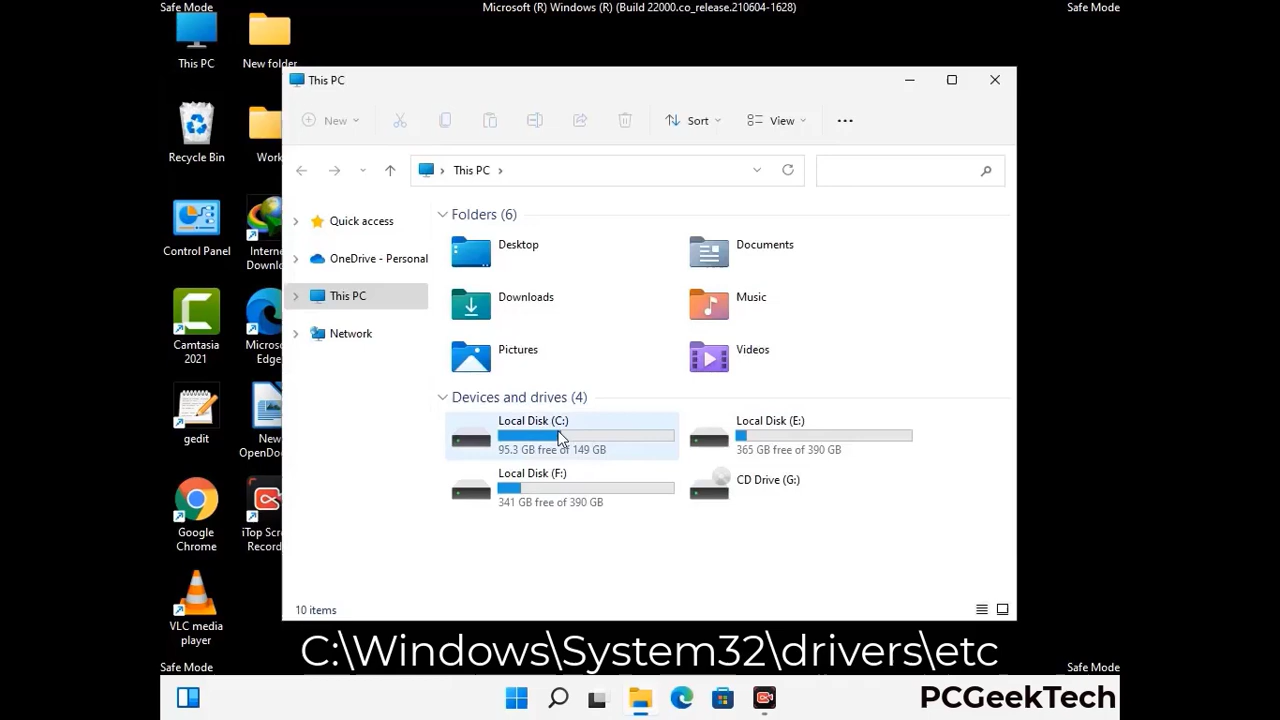 Safe Mode
Microsoft (R) Windows (R) (Build 22000.co_release.210604-1628)
Safe Mode
This PC
New folder
Recycle Bin
Work
Control Panel
Intern
Downlo
Camtasia
2021
Micros
Edge
gedit
New
OpenDo
Google
Chrome
iTop Scr
Record
VLC media
player
This PC
New
Sort
View
This PC
Quick access
OneDrive - Personal
This PC
Network
Folders (6)
Desktop
Documents
Downloads
Music
Pictures
Videos
Devices and drives (4)
Local Disk (C:)
95.3 GB free of 149 GB
Local Disk (E:)
365 GB free of 390 GB
Local Disk (F:)
341 GB free of 390 GB
CD Drive (G:)
10 items
C:\Windows\System32\drivers\etc
Safe Mode
Safe Mode
PCGeekTech